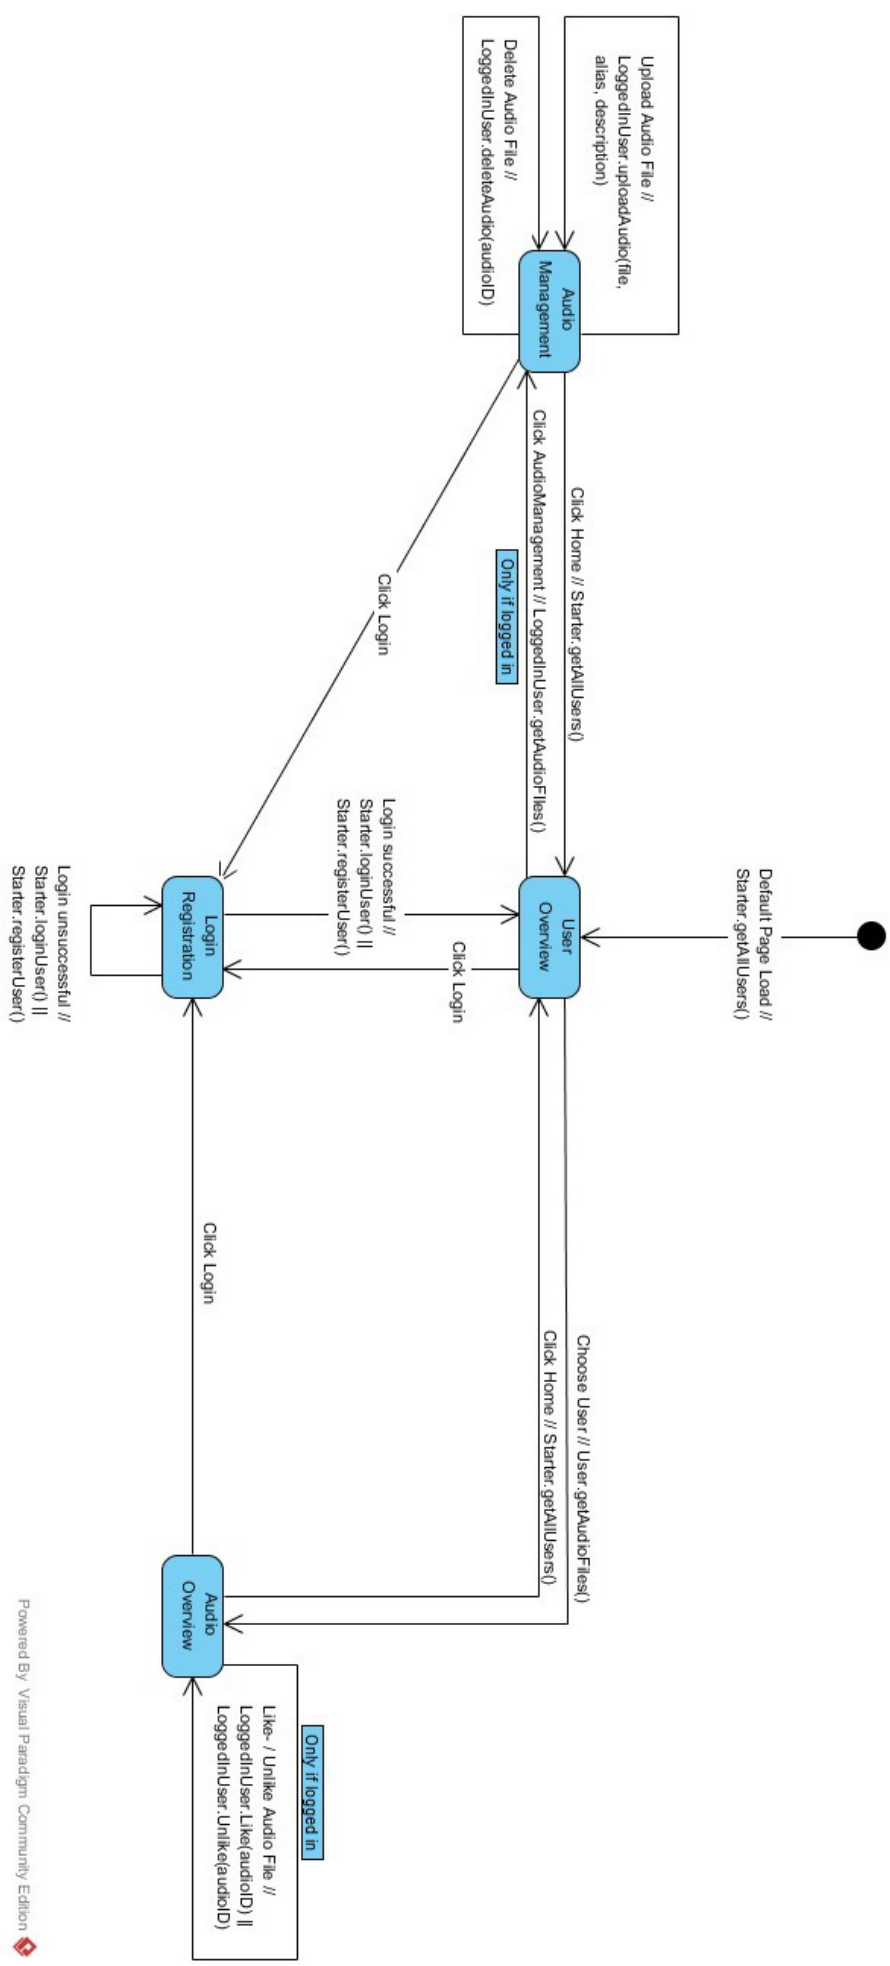 Default Page Load //
Starter.getAllUsers()
Upload Audio File //
LoggedInUser.uploadAudio(file,
alias, description)
Delete Audio File //
LoggedInUser.deleteAudio(audioID)
Audio
Management
Click Home // Starter.getAllUsers()
Click AudioManagement // LoggedInUser.getAudioFIles()
Only if logged in
User
Overview
Choose User // User.getAudioFiles()
Click Home // Starter.getAllUsers()
Click Login
Login successful //
Starter.loginUser() ||
Starter.registerUser()
Click Login
Only if logged in
Like- / Unlike Audio File //
LoggedInUser.Like(audioID) ||
LoggedInUser.Unlike(audioID)
Login
Registration
Click Login
Audio
Overview
Login unsuccessful //
Starter.loginUser() ||
Starter.registerUser()
Powered By Visual Paradigm Community Edition